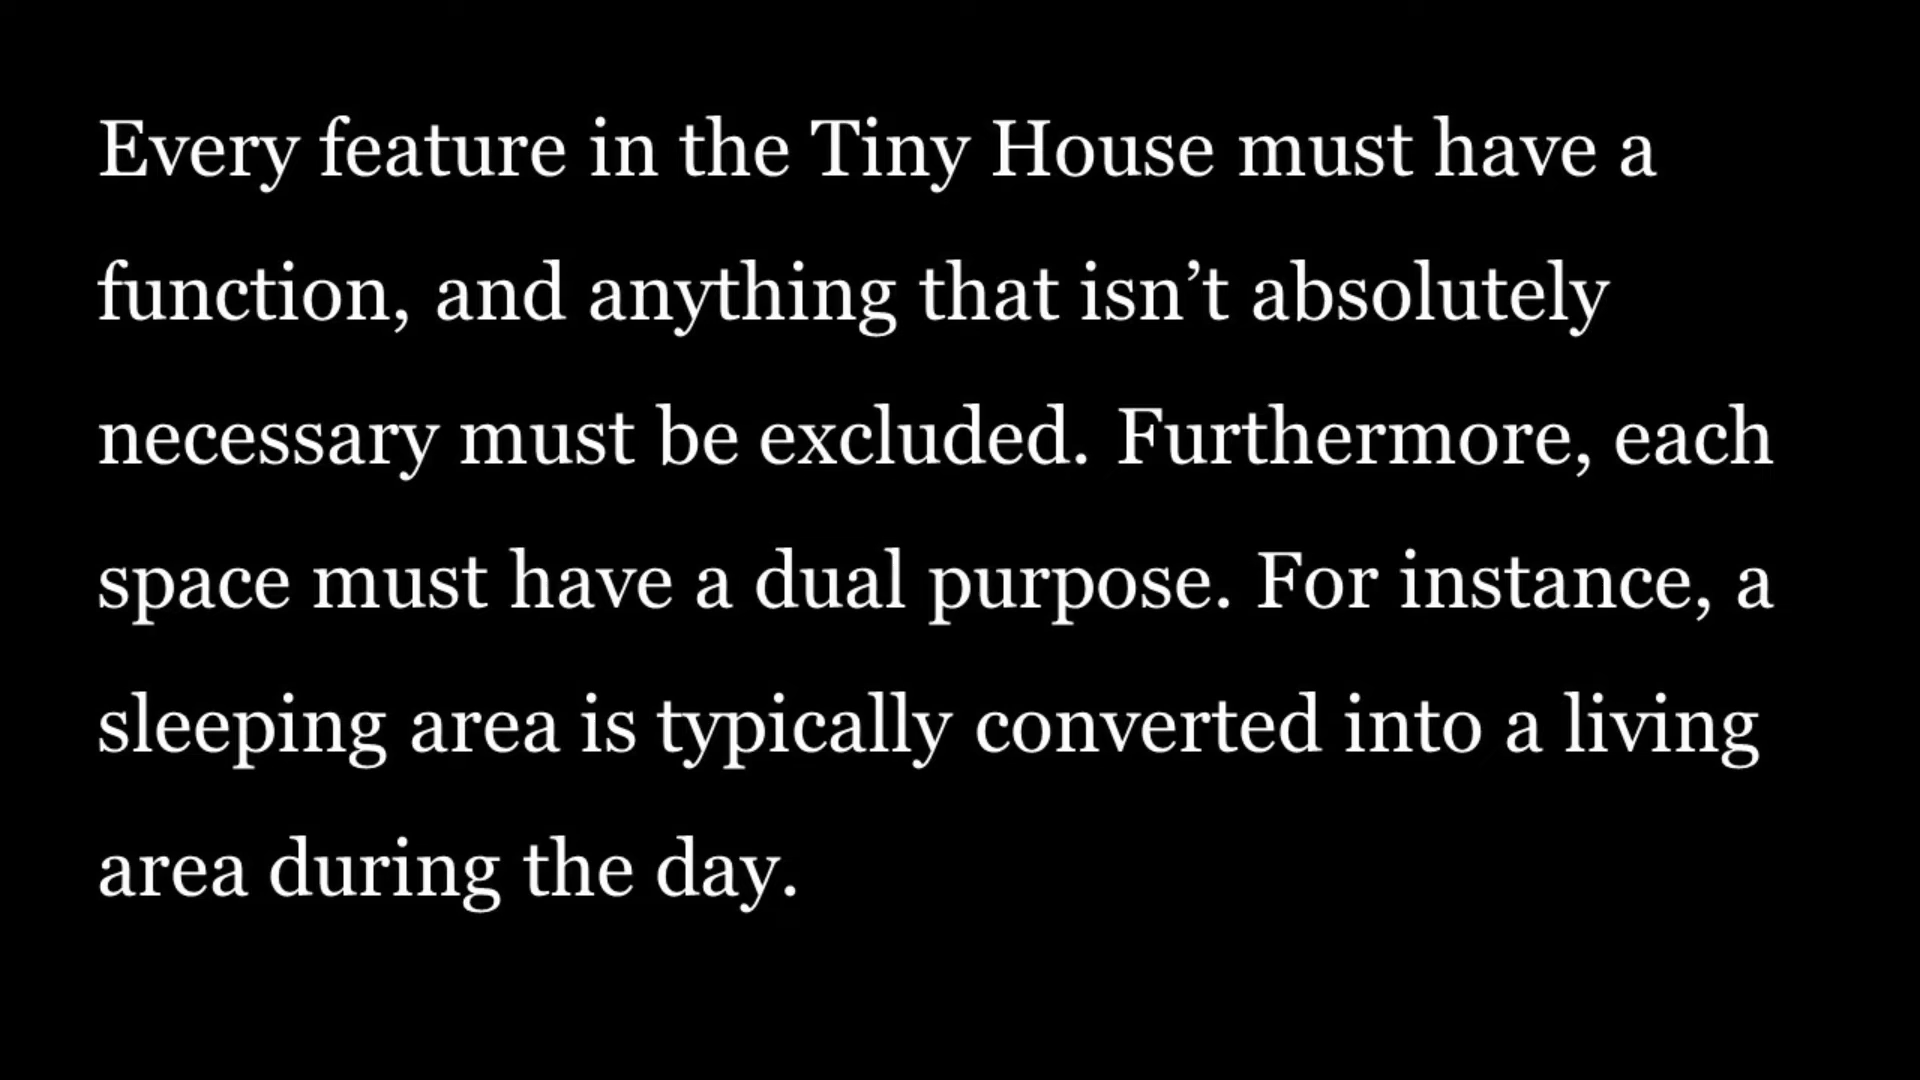 Every feature in the Tiny House must have a
function, and anything that isn’t absolutely
necessary must be excluded. Furthermore, each
space must have a dual purpose. For instance, a
sleeping area is typically converted into a living
area during the day.